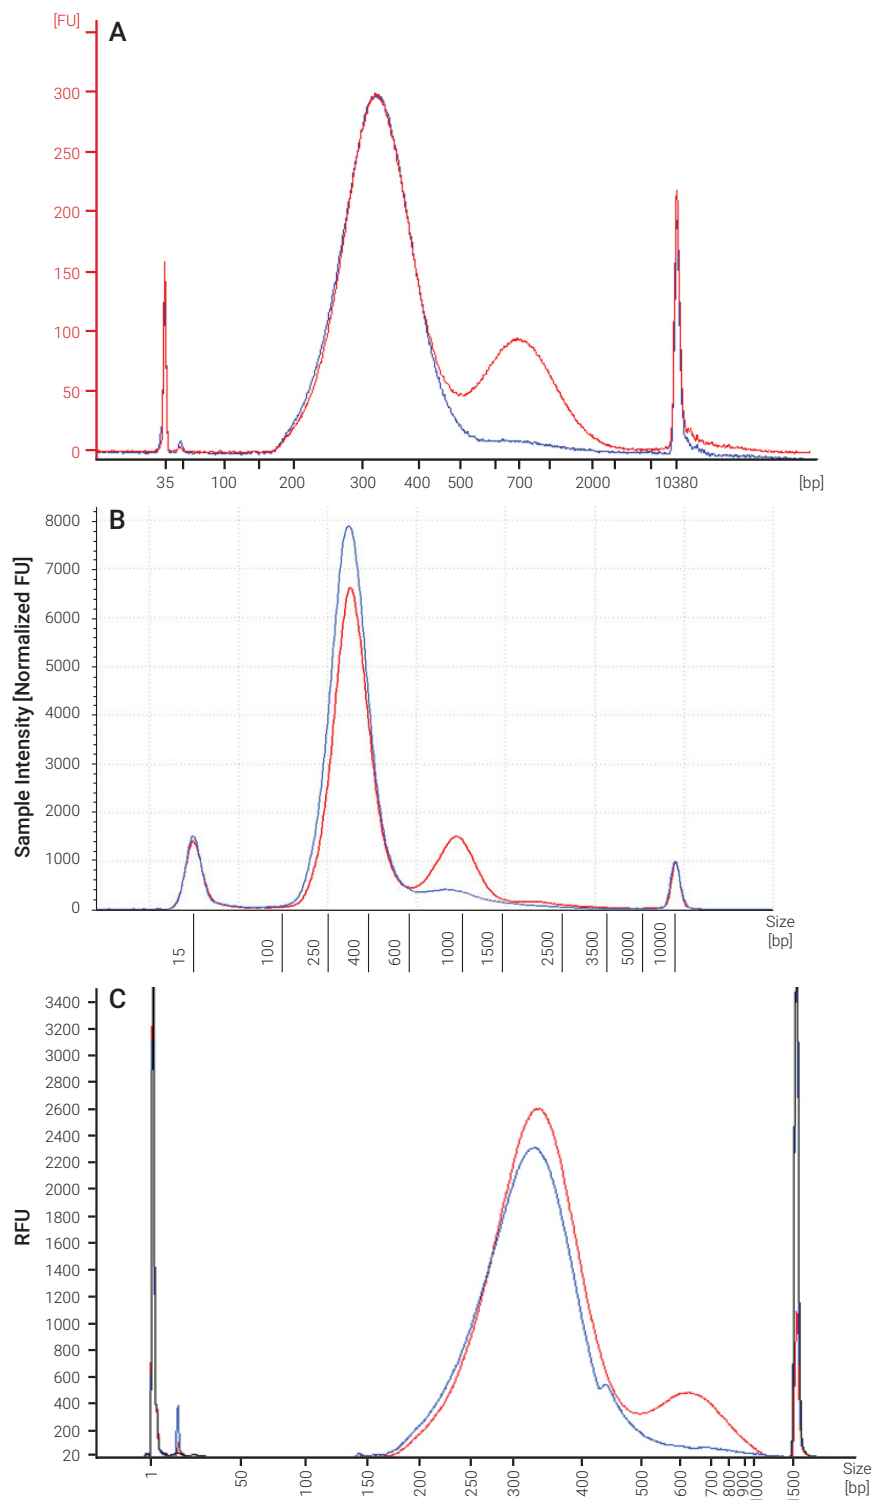 [FU]
A
300
250
200
150
100
50
0
35 100 200 300 400 500 700 2000 10380 [bp]
B
Sample Intensity [Normalized FU]
8000
7000
6000
5000
4000
3000
2000
1000
0
15 100 250 400 600 1000 1500 2500 3500 5000 10000
Size
[bp]
C
RFU
3400
3200
3000
2800
2600
2400
2200
2000
1800
1600
1400
1200
1000
800
600
400
200
20
1 50 100 150 200 250 300 400 500 600 700 800 900 1000 1500
Size
[bp]